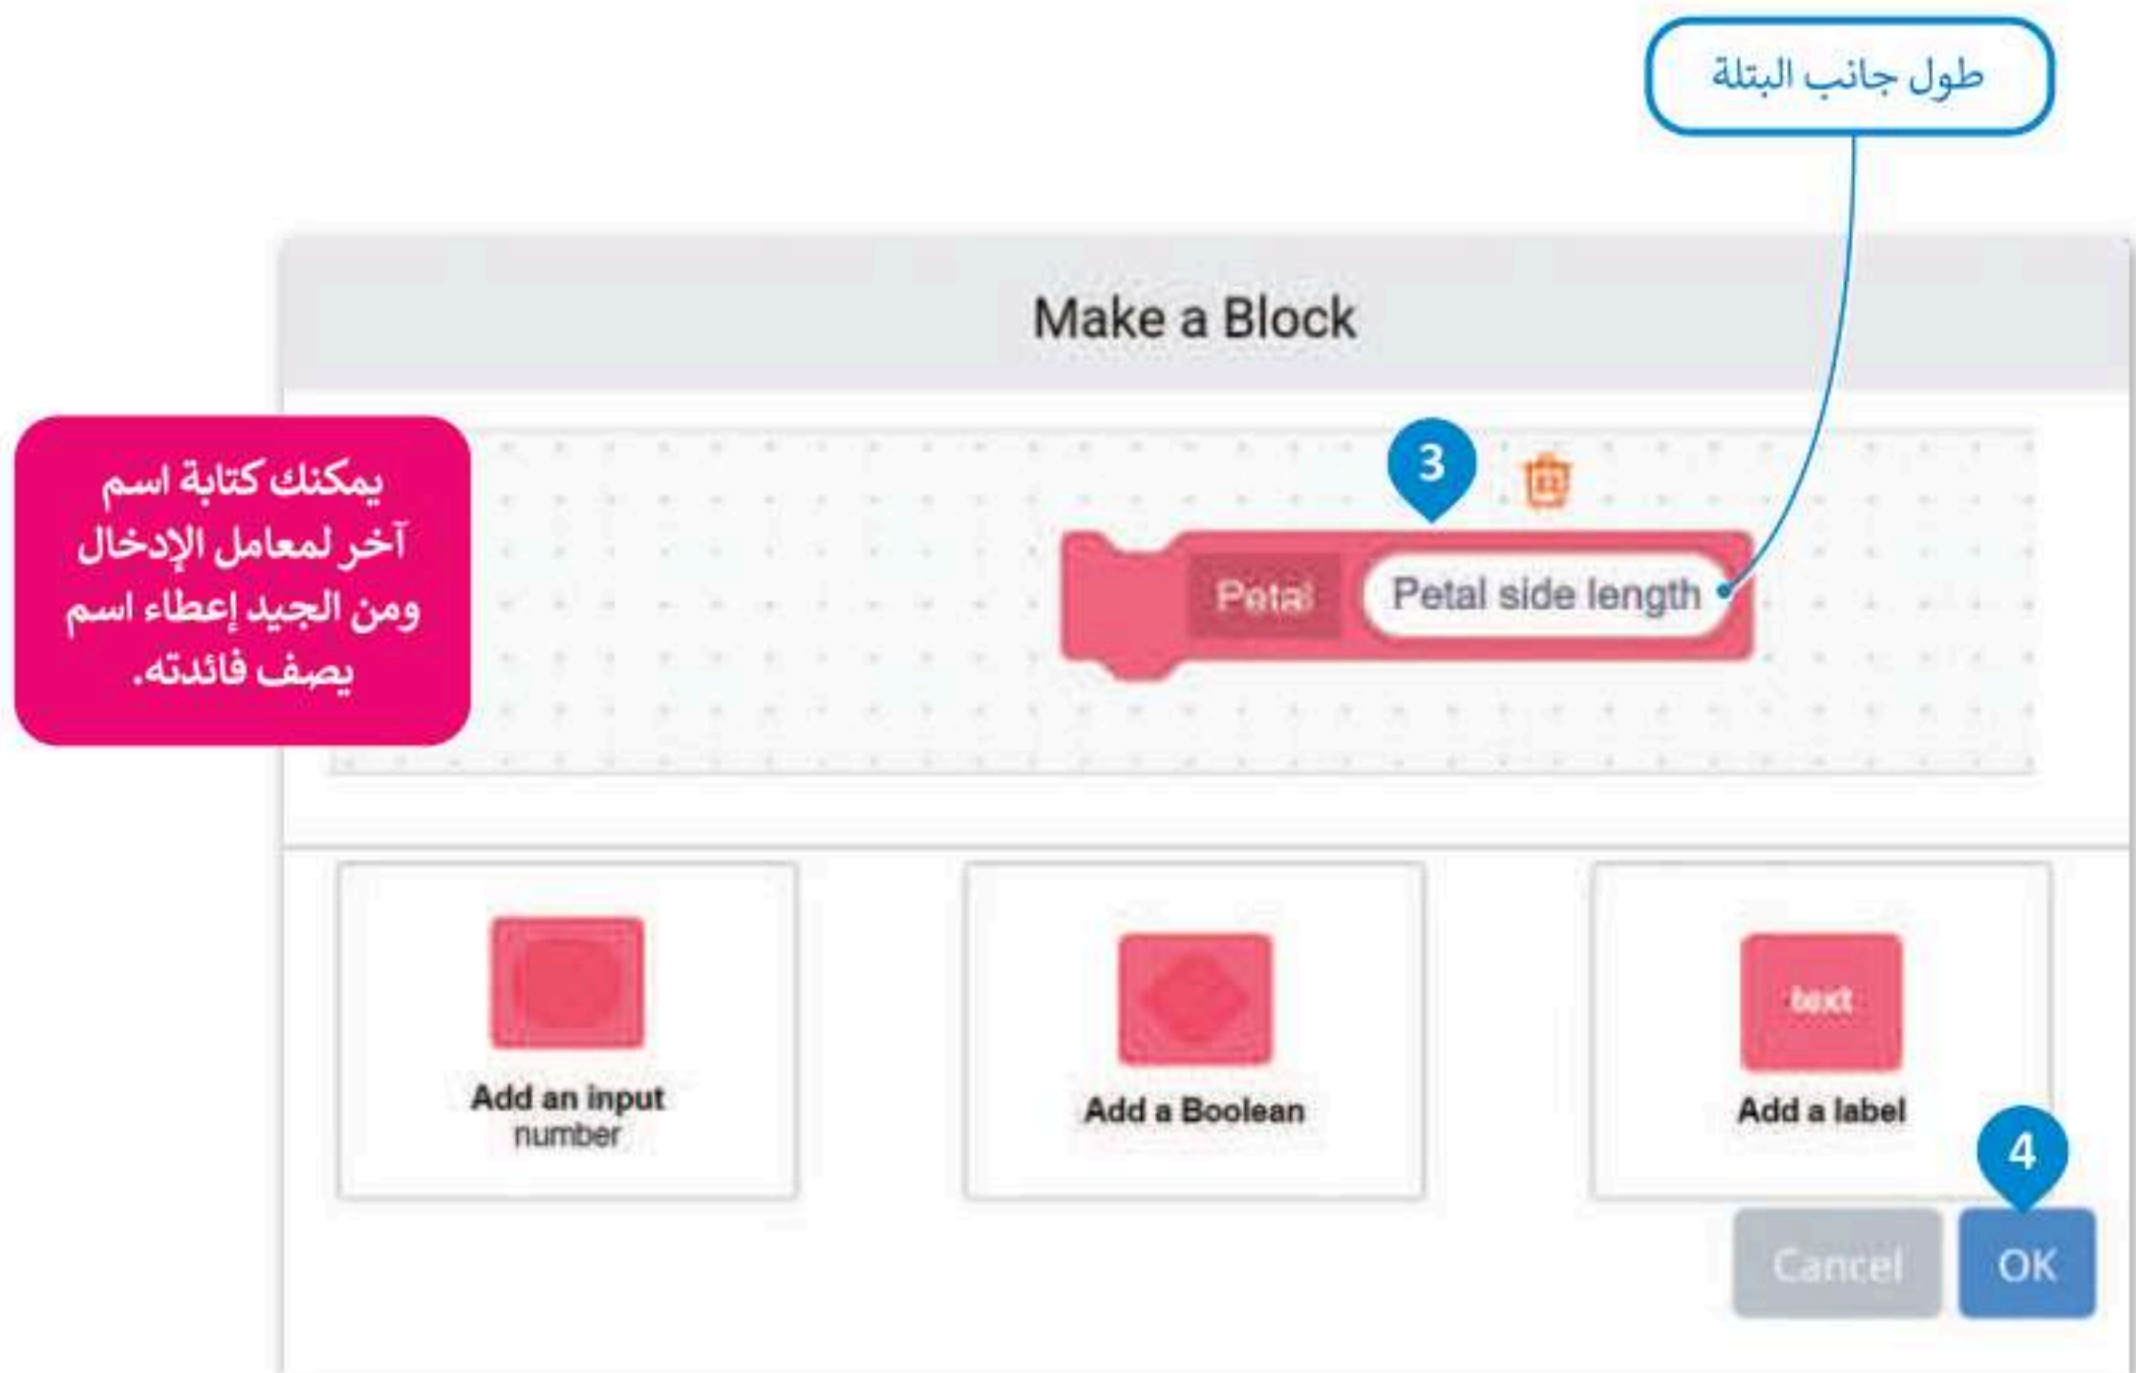 طول جانب البتلة
Make a Block
يمكنك كتابة اسم
آخر لمعامل الإدخال
ومن الجيد إعطاء اسم
يصف فائدته.
3
Petal Petal side length
Add an input
number
Add a Boolean
text
Add a label
4
Cancel OK